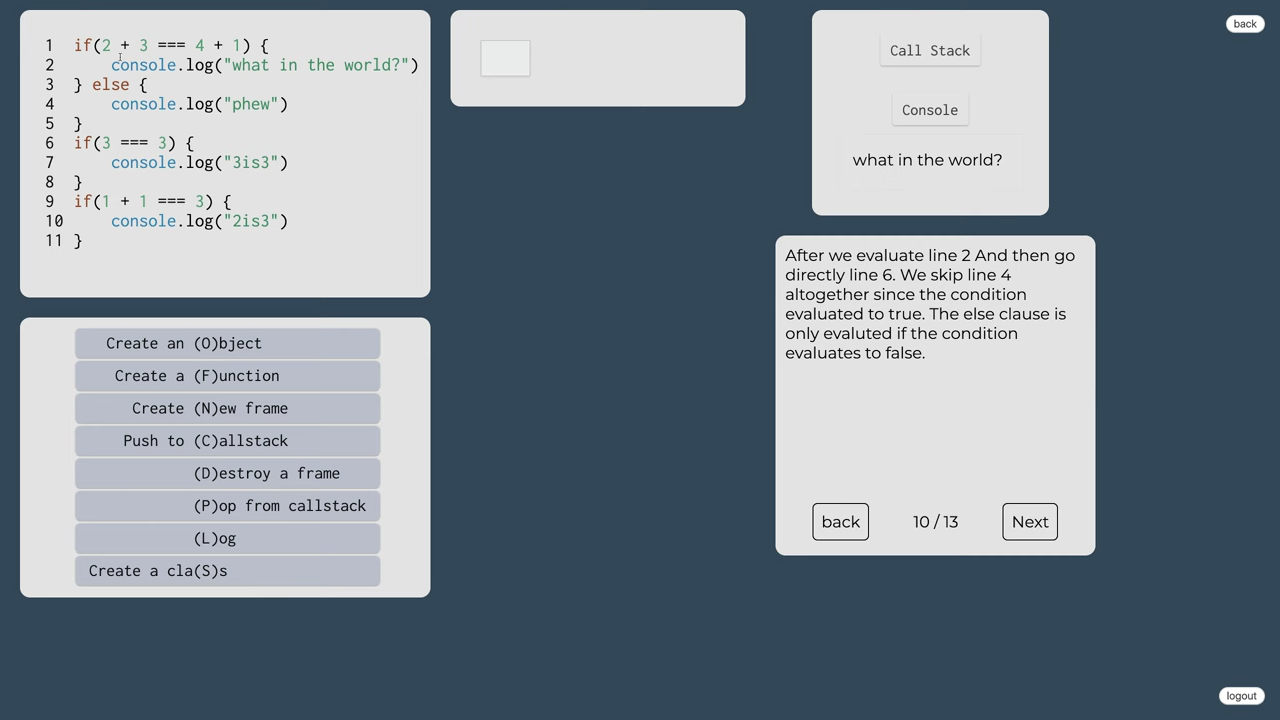 1 if(2 + 3 === 4 + 1) {
2 console.log("what in the world?")
3 } else {
4 console.log("phew")
5 }
6 if(3 === 3) {
7 console.log("3is3")
8 }
9 if(1 + 1 === 3) {
10 console.log("2is3")
11 }
Create an (O)bject
Create a (F)unction
Create (N)ew frame
Push to (C)allstack
(D)estroy a frame
(P)op from callstack
(L)og
Create a cla(S)s
Call Stack
Console
what in the world?
back
After we evaluate line 2 And then go
directly line 6. We skip line 4
altogether since the condition
evaluated to true. The else clause is
only evaluted if the condition
evaluates to false.
back 10 / 13 Next
logout